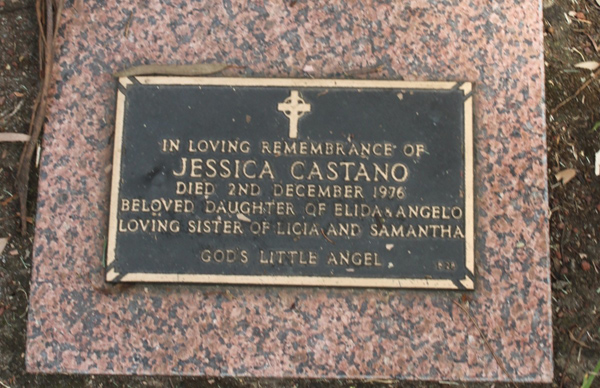 IN LOVING REMEMBRANCE OF
JESSICA CASTANO
DIED 2ND DECEMBER 1976
BELOVED DAUGHTER OF ELIDA & ANGELO
LOVING SISTER OF LICIA AND SAMANTHA
GOD'S LITTLE ANGEL